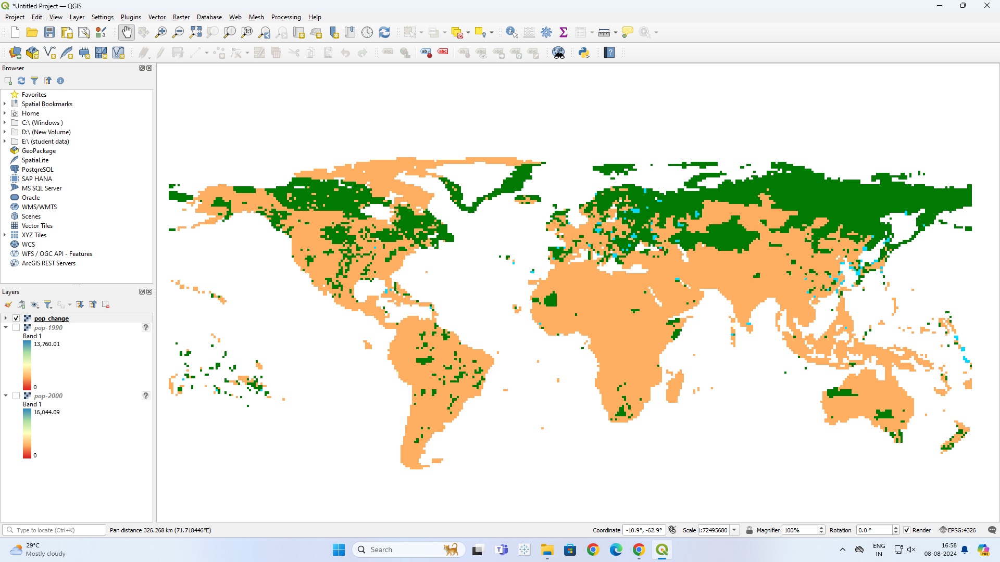 *Untitled Project — QGIS
Project Edit View Layer Settings Plugins Vector Raster Database Web Mesh Processing Help
1:1
abc abc
Browser
Favorites
Spatial Bookmarks
Home
C:\ (Windows )
D:\ (New Volume)
E:\ (student data)
GeoPackage
SpatiaLite
PostgreSQL
SAP HANA
MS SQL Server
Oracle
WMS/WMTS
Scenes
Vector Tiles
XYZ Tiles
WCS
WFS / OGC API - Features
ArcGIS REST Servers
Layers
pop_change
pop-1990
Band 1
13,760.01
0
pop-2000
Band 1
16,044.09
0
Type to locate (Ctrl+K) Pan distance 326.268 km (71.718446°E) Coordinate -10.9°, -62.9° Scale 1:72495680 Magnifier 100% Rotation 0.0 ° Render EPSG:4326
29°C
Mostly cloudy
Search
ENG
IN
16:58
08-08-2024
PRE